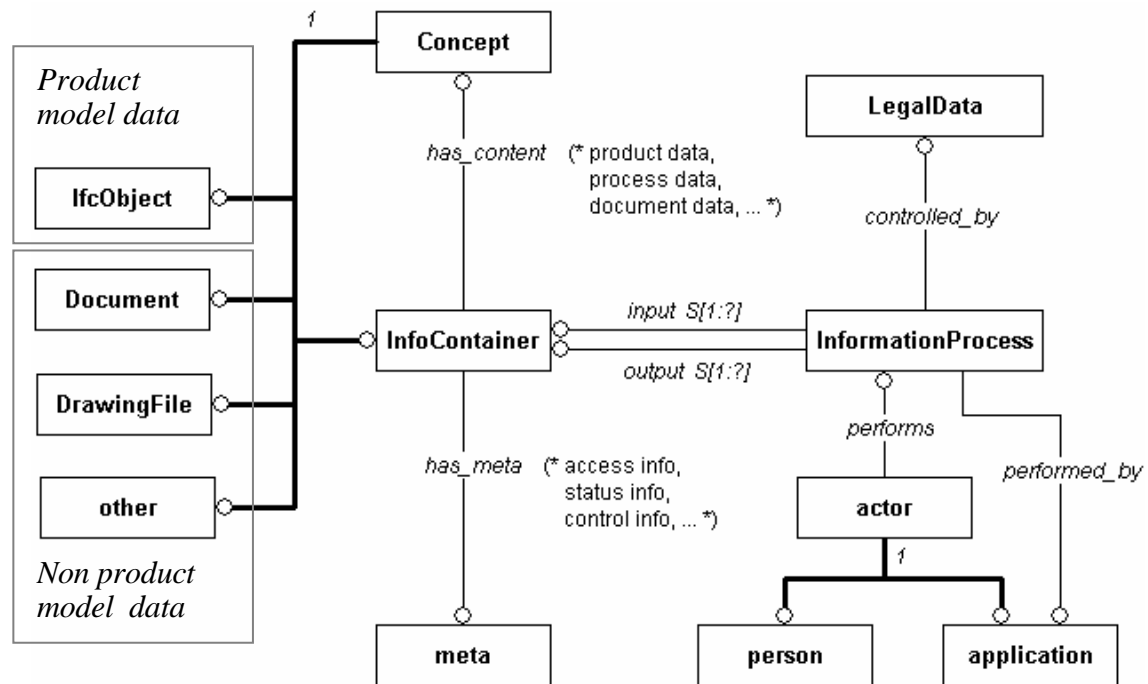 1
Concept
Product
model data
LegalData
has_content (* product data,
process data,
document data, ... *)
IfcObject
controlled_by
Document
input S[1:?]
InfoContainer
InformationProcess
output S[1:?]
DrawingFile
performs
has_meta (* access info,
status info,
control info, ... *)
performed_by
other
actor
1
Non product
model data
meta
person
application